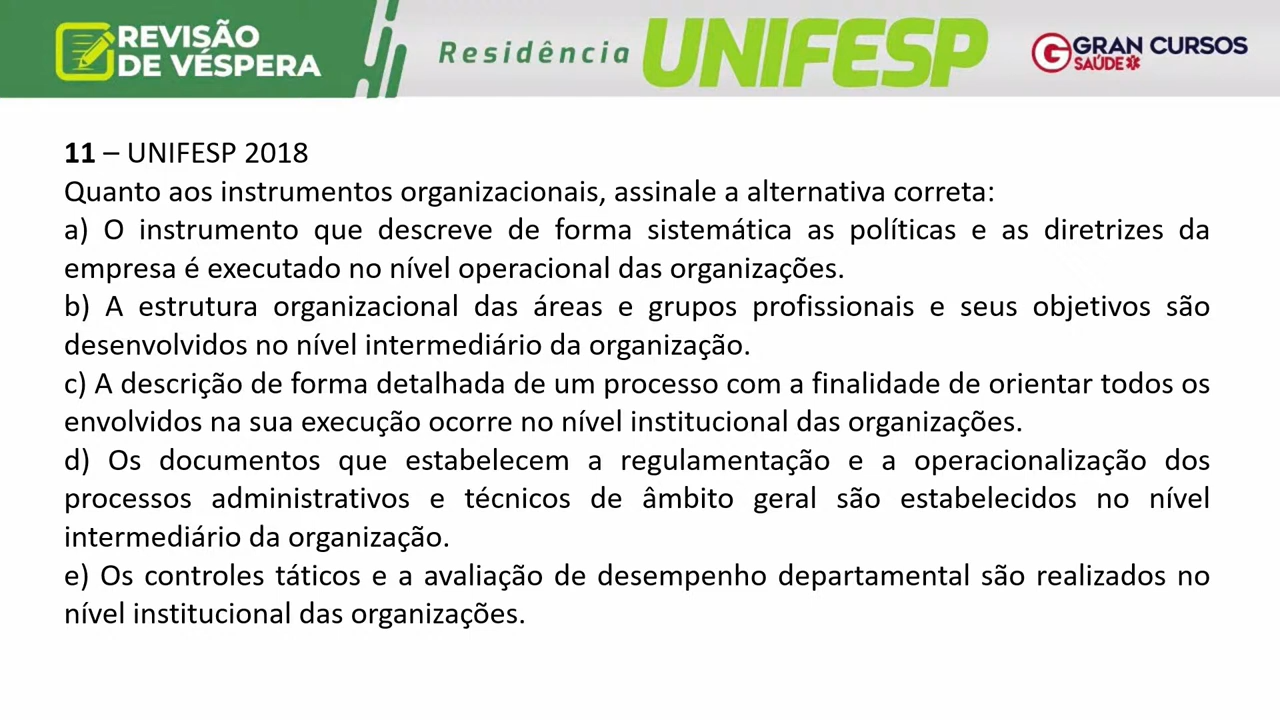 REVISÃO
DE VÉSPERA
Residência UNIFESP
GRAN CURSOS
SAÚDE
11 – UNIFESP 2018
Quanto aos instrumentos organizacionais, assinale a alternativa correta:
a) O instrumento que descreve de forma sistemática as políticas e as diretrizes da
empresa é executado no nível operacional das organizações.
b) A estrutura organizacional das áreas e grupos profissionais e seus objetivos são
desenvolvidos no nível intermediário da organização.
c) A descrição de forma detalhada de um processo com a finalidade de orientar todos os
envolvidos na sua execução ocorre no nível institucional das organizações.
d) Os documentos que estabelecem a regulamentação e a operacionalização dos
processos administrativos e técnicos de âmbito geral são estabelecidos no nível
intermediário da organização.
e) Os controles táticos e a avaliação de desempenho departamental são realizados no
nível institucional das organizações.